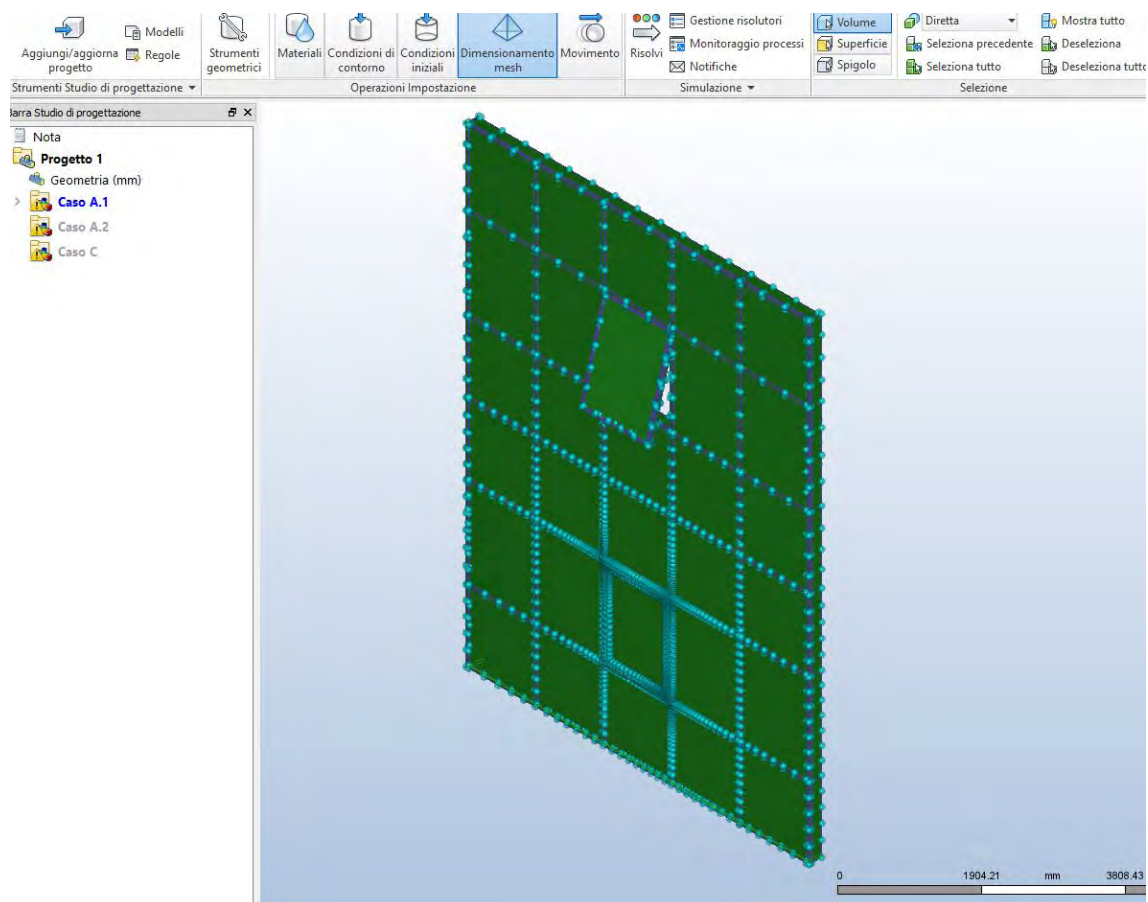 Aggiungi/aggiorna progetto
Modelli
Regole
Strumenti geometrici
Materiali
Condizioni di contorno
Condizioni iniziali
Dimensionamento mesh
Movimento
Risolvi
Gestione risolutori
Monitoraggio processi
Notifiche
Volume
Superficie
Spigolo
Diretta
Seleziona precedente
Seleziona tutto
Mostra tutto
Deseleziona
Deseleziona tutto
Strumenti Studio di progettazione
Operazioni Impostazione
Simulazione
Selezione
Barra Studio di progettazione
Nota
Progetto 1
Geometria (mm)
Caso A.1
Caso A.2
Caso C
0 1904.21 mm 3808.43